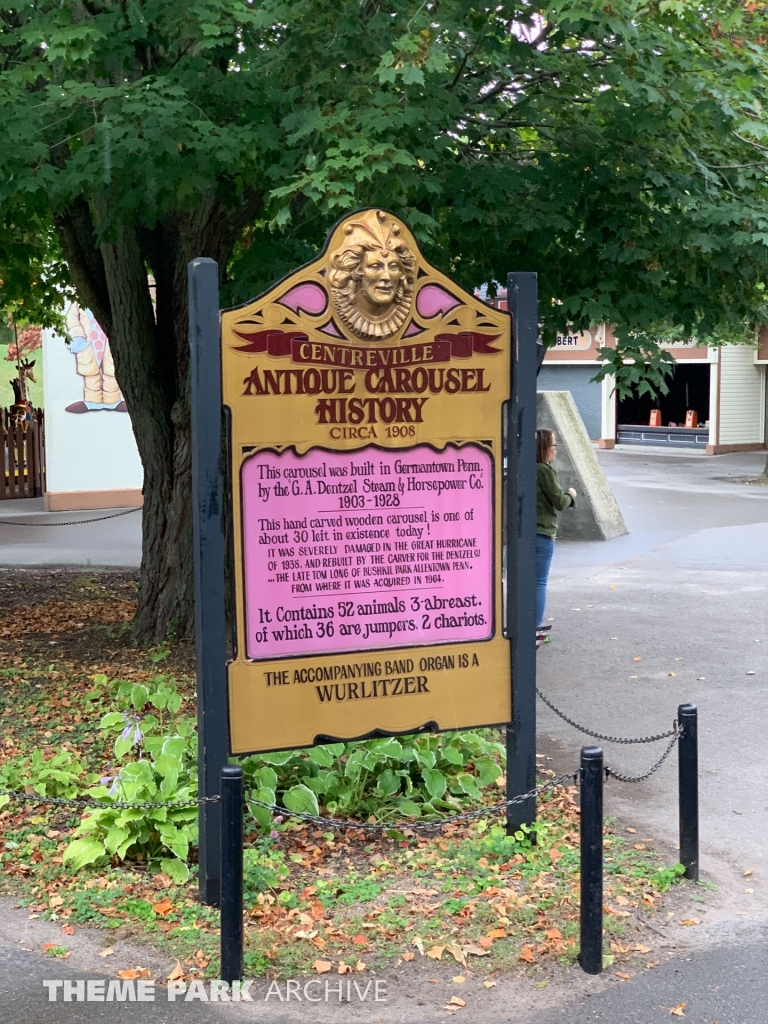 CENTREVILLE
ANTIQUE CAROUSEL
HISTORY
CIRCA 1908
This carousel was built in Germantown Penn.
by the G.A. Dentzel Steam & Horsepower Co.
1903-1928
This hand carved wooden carousel is one of
about 30 left in existence today!
IT WAS SEVERELY DAMAGED IN THE GREAT HURRICANE
OF 1938, AND REBUILT BY THE CARVER FOR THE DENTZEL CO
...THE LATE TOM LONG OF BUSHKILL PARK ALLENTOWN PENN.
FROM WHERE IT WAS ACQUIRED IN 1964.
It Contains 52 animals 3-abreast.
of which 36 are jumpers, 2 chariots.
THE ACCOMPANYING BAND ORGAN IS A
WURLITZER
BERT
THEME PARK ARCHIVE